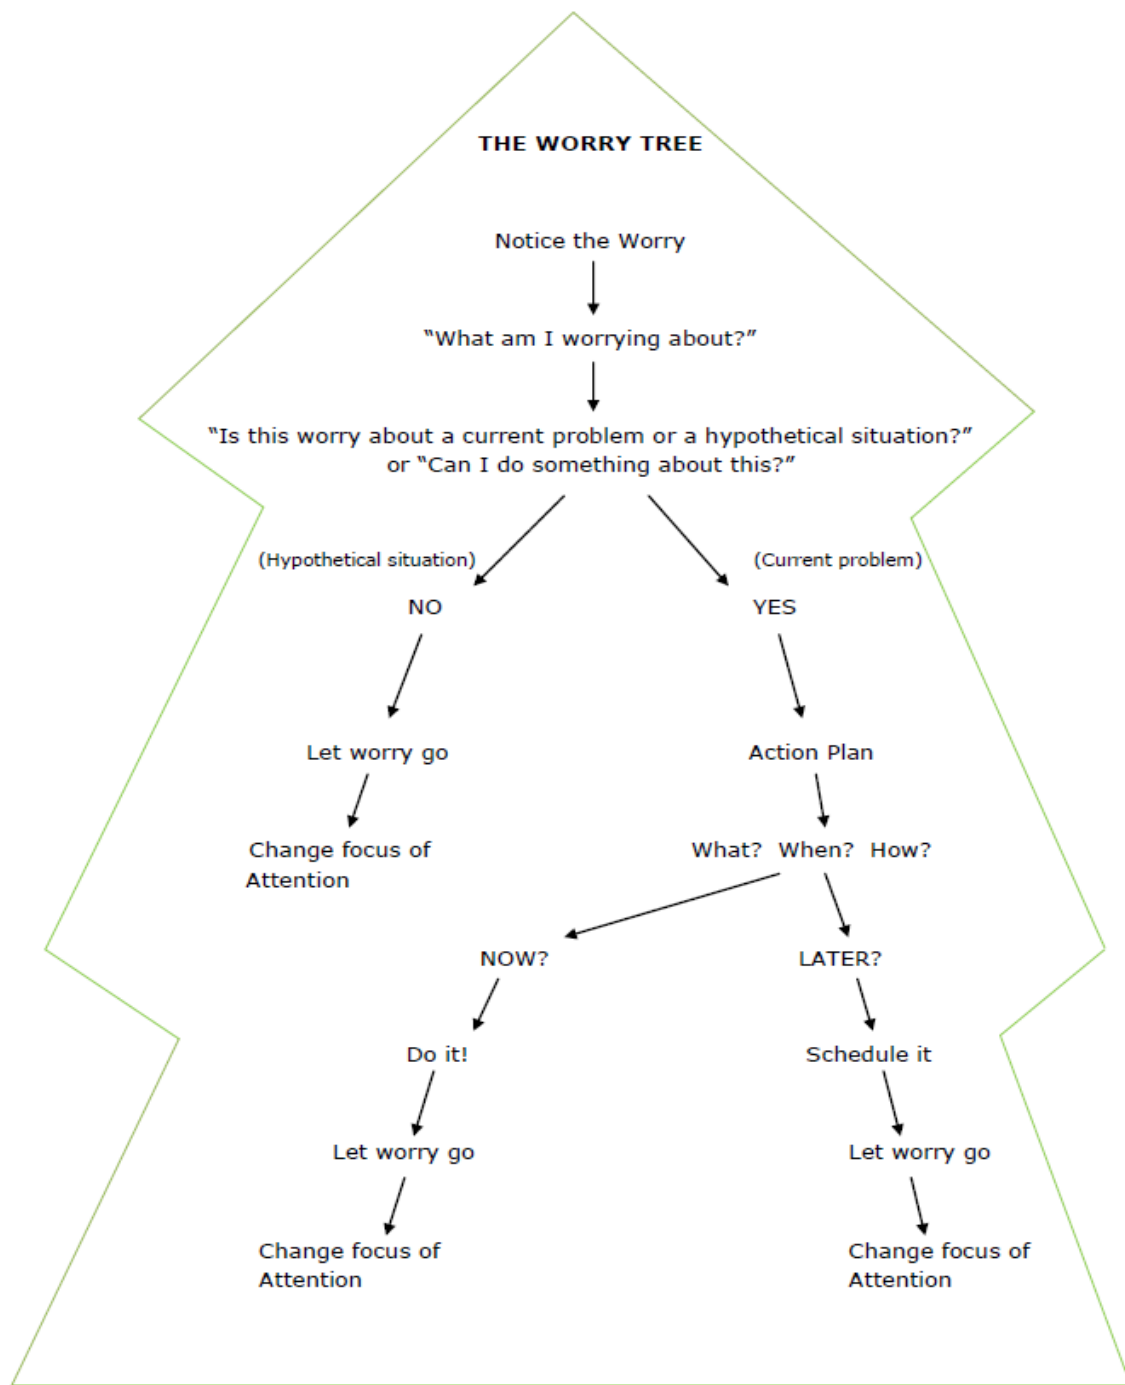 THE WORRY TREE
Notice the Worry
“What am I worrying about?”
“Is this worry about a current problem or a hypothetical situation?”
or “Can I do something about this?”
(Hypothetical situation)
(Current problem)
NO
YES
Let worry go
Action Plan
Change focus of
Attention
What?  When?  How?
NOW?
LATER?
Do it!
Schedule it
Let worry go
Let worry go
Change focus of
Attention
Change focus of
Attention